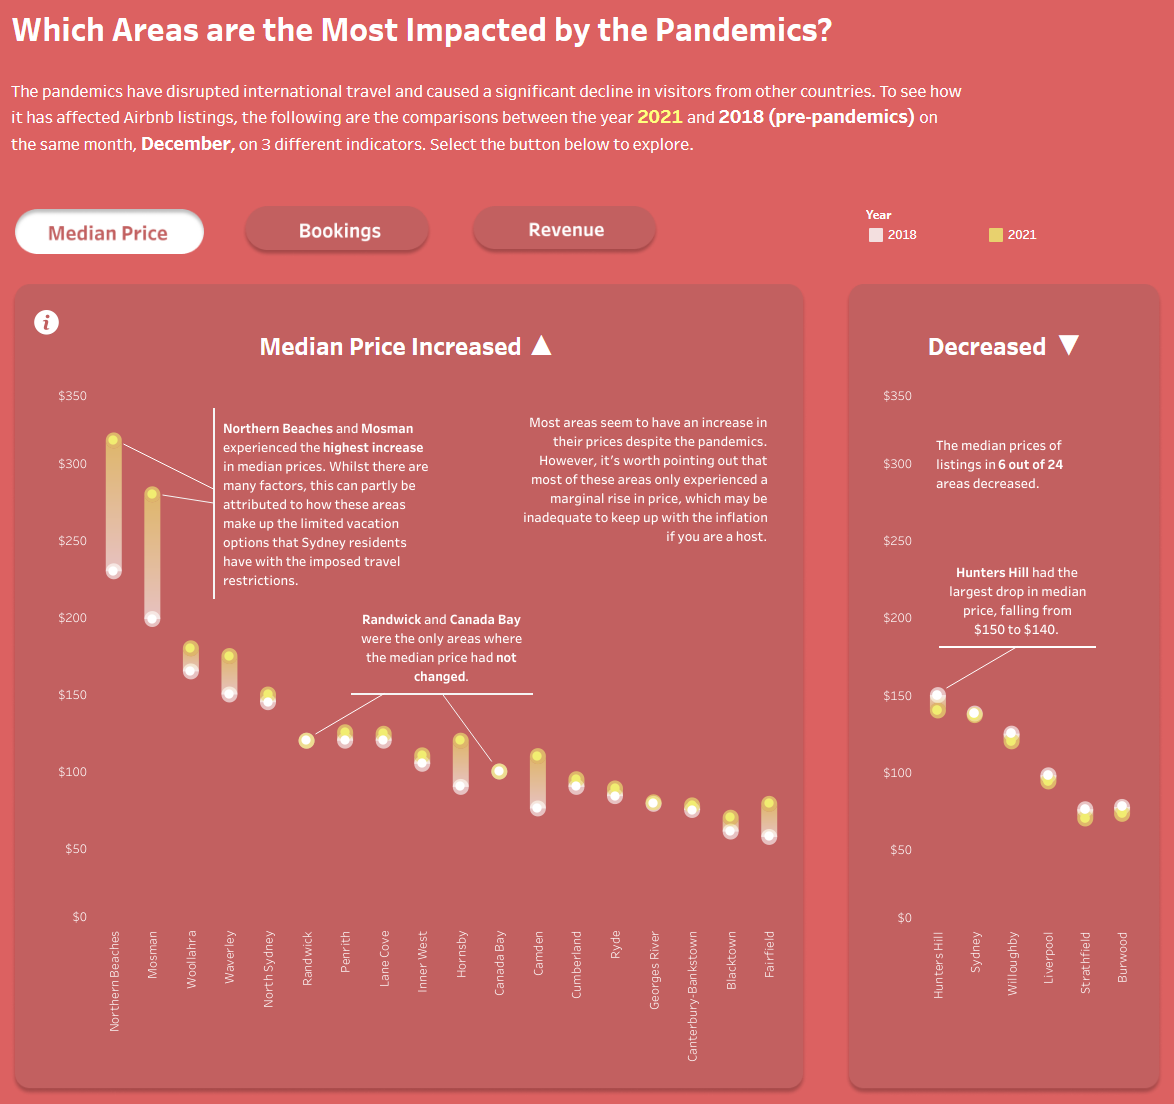 Which Areas are the Most Impacted by the Pandemics?
The pandemics have disrupted international travel and caused a significant decline in visitors from other countries. To see how
it has affected Airbnb listings, the following are the comparisons between the year 2021 and 2018 (pre-pandemics) on
the same month, December, on 3 different indicators. Select the button below to explore.
Median Price
Bookings
Revenue
Year
2018
2021
i
Median Price Increased ▲
$350
$300
$250
$200
$150
$100
$50
$0
Northern Beaches and Mosman
experienced the highest increase
in median prices. Whilst there are
many factors, this can partly be
attributed to how these areas
make up the limited vacation
options that Sydney residents
have with the imposed travel
restrictions.
Most areas seem to have an increase in
their prices despite the pandemics.
However, it's worth pointing out that
most of these areas only experienced a
marginal rise in price, which may be
inadequate to keep up with the inflation
if you are a host.
Randwick and Canada Bay
were the only areas where
the median price had not
changed.
Northern Beaches
Mosman
Woollahra
Waverley
North Sydney
Randwick
Penrith
Lane Cove
Inner West
Hornsby
Canada Bay
Camden
Cumberland
Ryde
Georges River
Canterbury-Bankstown
Blacktown
Fairfield
Decreased ▼
$350
$300
$250
$200
$150
$100
$50
$0
The median prices of
listings in 6 out of 24
areas decreased.
Hunters Hill had the
largest drop in median
price, falling from
$150 to $140.
Hunters Hill
Sydney
Willoughby
Liverpool
Strathfield
Burwood